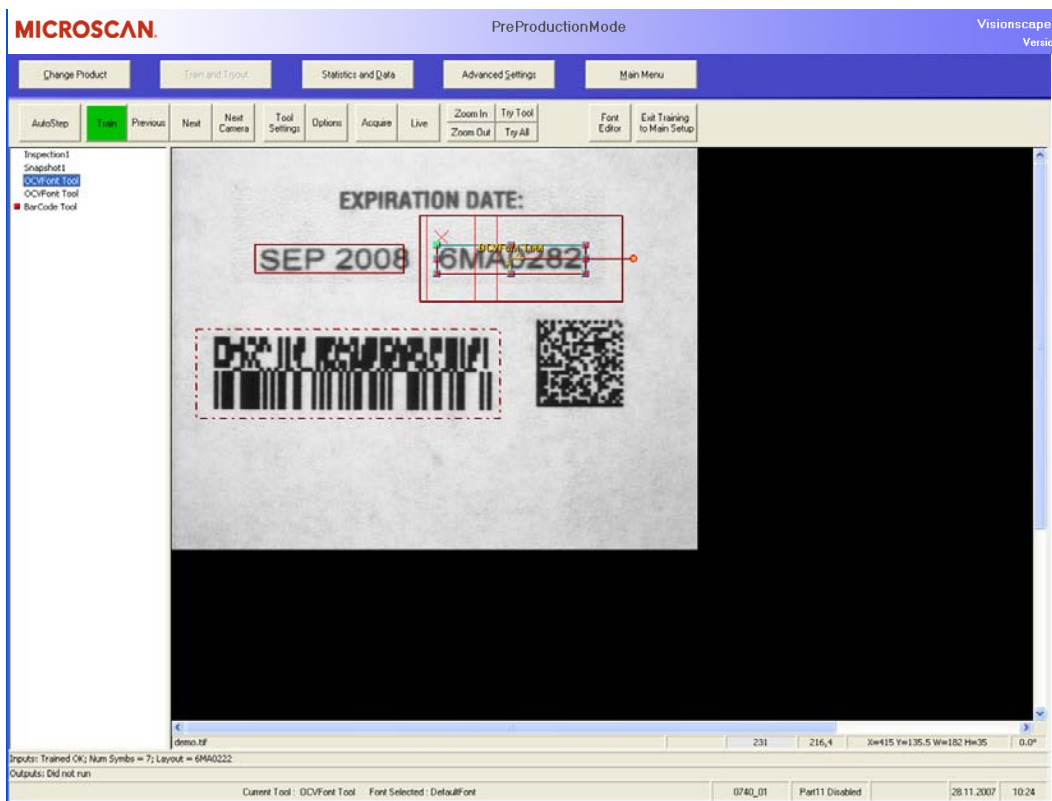 MICROSCAN.
PreProductionMode
Visionscape
Versio
Change Product
Train and Tryout
Statistics and Data
Advanced Settings
Main Menu
AutoStep
Train
Previous
Next
Next Camera
Tool Settings
Options
Acquire
Live
Zoom In
Try Tool
Zoom Out
Try All
Font Editor
Exit Training to Main Setup
Inspection1
Snapshot1
OCVFont Tool
OCVFont Tool
BarCode Tool
EXPIRATION DATE:
OCVFont Tool
SEP 2008 6MA0282
demo.tif
231
216,4
X=415 Y=135.5 W=182 H=35
0.0°
Inputs: Trained OK; Num Symbs = 7; Layout = 6MA0222
Outputs: Did not run
Current Tool : OCVFont Tool Font Selected : DefaultFont
0740_01
Part11 Disabled
28.11.2007
10:24